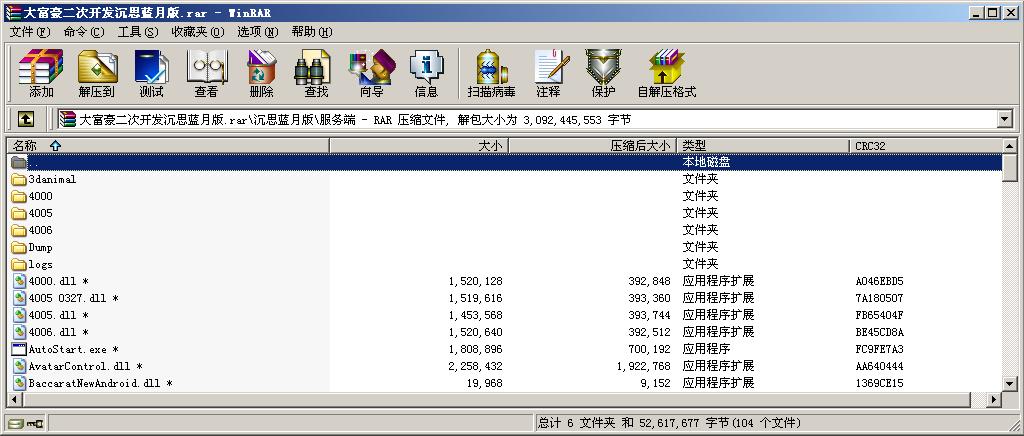 大富豪二次开发沉思蓝月版.rar - WinRAR
文件(F) 命令(C) 工具(S) 收藏夹(O) 选项(N) 帮助(H)
添加 解压到 测试 查看 删除 查找 向导 信息 扫描病毒 注释 保护 自解压格式
大富豪二次开发沉思蓝月版.rar\沉思蓝月版\服务端 - RAR 压缩文件, 解包大小为 3,092,445,553 字节
名称 大小 压缩后大小 类型 CRC32
.. 本地磁盘
3danimal 文件夹
4000 文件夹
4005 文件夹
4006 文件夹
Dump 文件夹
logs 文件夹
4000.dll * 1,520,128 392,848 应用程序扩展 A046EBD5
4005 0327.dll * 1,519,616 393,360 应用程序扩展 7A180507
4005.dll * 1,453,568 393,744 应用程序扩展 FB65404F
4006.dll * 1,520,640 392,512 应用程序扩展 BE45CD8A
AutoStart.exe * 1,808,896 700,192 应用程序 FC9FE7A3
AvatarControl.dll * 2,258,432 1,922,768 应用程序扩展 AA640444
BaccaratNewAndroid.dll * 19,968 9,152 应用程序扩展 1369CE15
总计 6 文件夹 和 52,617,677 字节(104 个文件)